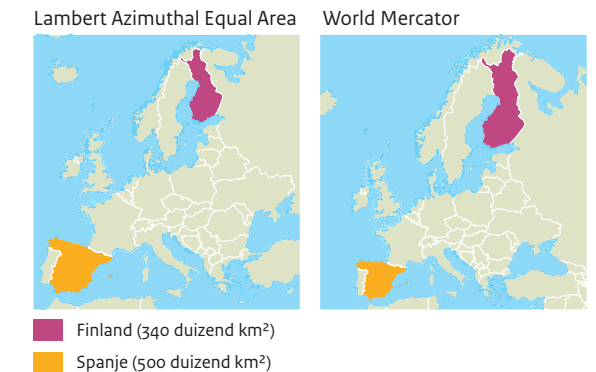 Lambert Azimuthal Equal Area
World Mercator
Finland (340 duizend km²)
Spanje (500 duizend km²)